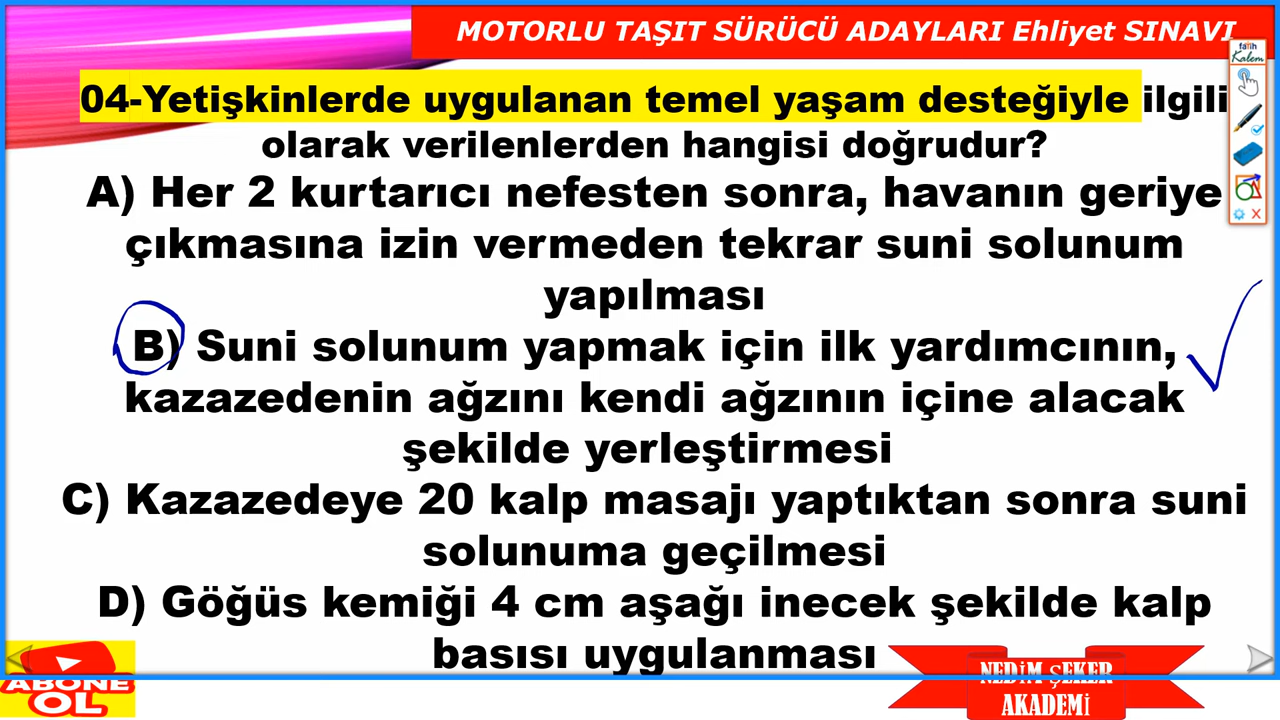 MOTORLU TAŞIT SÜRÜCÜ ADAYLARI Ehliyet SINAVI
fatih
Kalem
04-Yetişkinlerde uygulanan temel yaşam desteğiyle ilgili
olarak verilenlerden hangisi doğrudur?
A) Her 2 kurtarıcı nefesten sonra, havanın geriye
çıkmasına izin vermeden tekrar suni solunum
yapılması
B) Suni solunum yapmak için ilk yardımcının,
kazazedenin ağzını kendi ağzının içine alacak
şekilde yerleştirmesi
C) Kazazedeye 20 kalp masajı yaptıktan sonra suni
solunuma geçilmesi
D) Göğüs kemiği 4 cm aşağı inecek şekilde kalp
basısı uygulanması
ABONE
OL
NEDİM ŞEKER
AKADEMİ